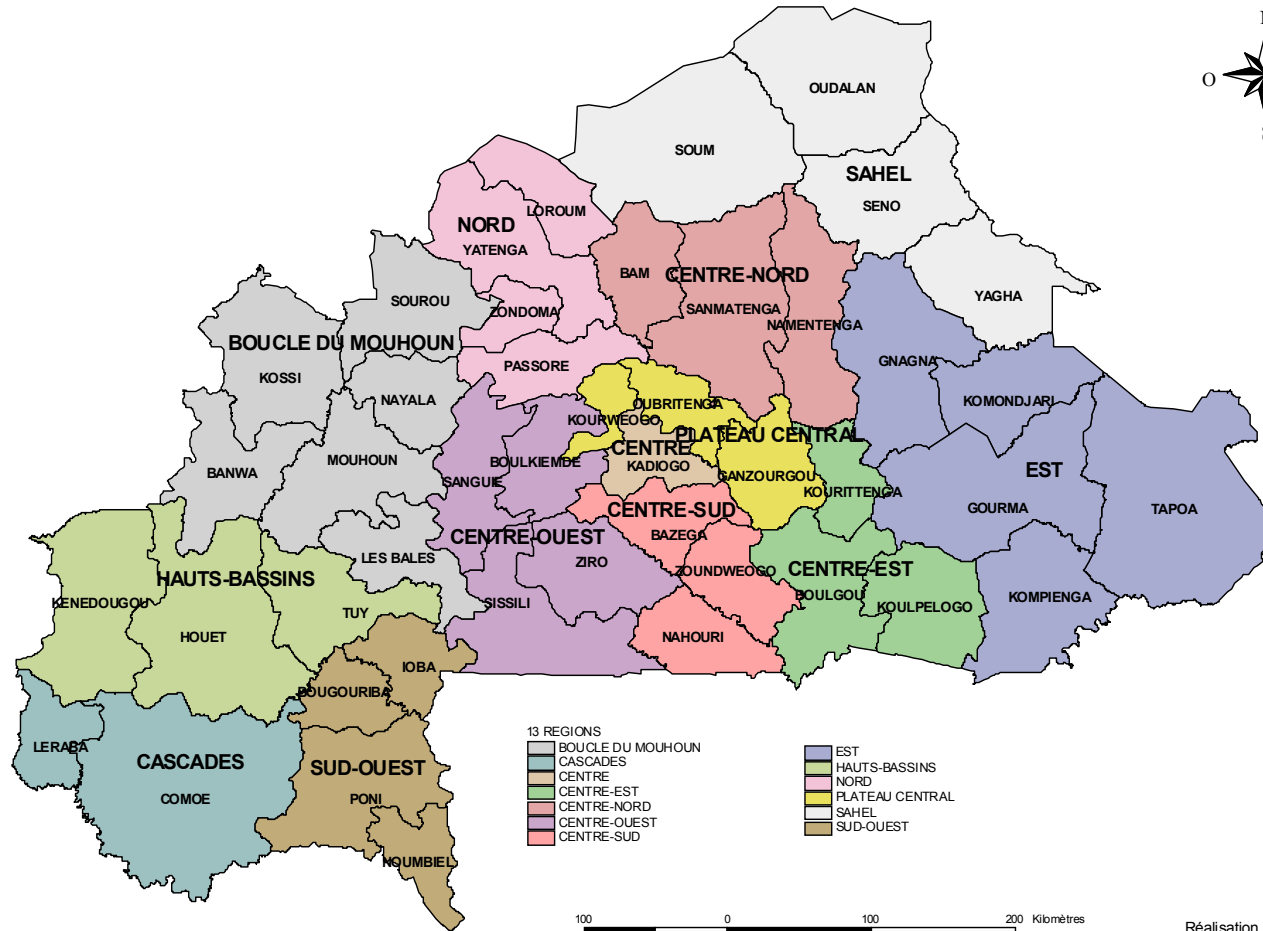 OUDALAN
O
SOUM
SAHEL
SENO
LOROUM
NORD
YATENGA
BAM
CENTRE-NORD
SANMATENGA
YAGHA
SOUROU
ZONDOMA
NAMENTENGA
BOUCLE DU MOUHOUN
KOSSI
PASSORE
GNAGNA
NAYALA
OUBRITENGA
KOMONDJARI
KOURWEOGO
PLATEAU CENTRAL
CENTRE
MOUHOUN
BOULKIEMDE
KADIOGO
BANWA
SANGUIE
GANZOURGOU
KOURITTENGA
EST
CENTRE-SUD
GOURMA
TAPOA
BAZEGA
CENTRE-OUEST
LES BALES
ZIRO
ZOUNDWEOGO
CENTRE-EST
HAUTS-BASSINS
KENEDOUGOU
SISSILI
BOULGOU
KOULPELOGO
KOMPIENGA
TUY
HOUET
NAHOURI
IOBA
BOUGOURIBA
LERABA
CASCADES
SUD-OUEST
COMOE
PONI
NOUMBIEL
13 REGIONS
BOUCLE DU MOUHOUN
CASCADES
CENTRE
CENTRE-EST
CENTRE-NORD
CENTRE-OUEST
CENTRE-SUD
EST
HAUTS-BASSINS
NORD
PLATEAU CENTRAL
SAHEL
SUD-OUEST
100 0 100 200 Kilomètres
Réalisation